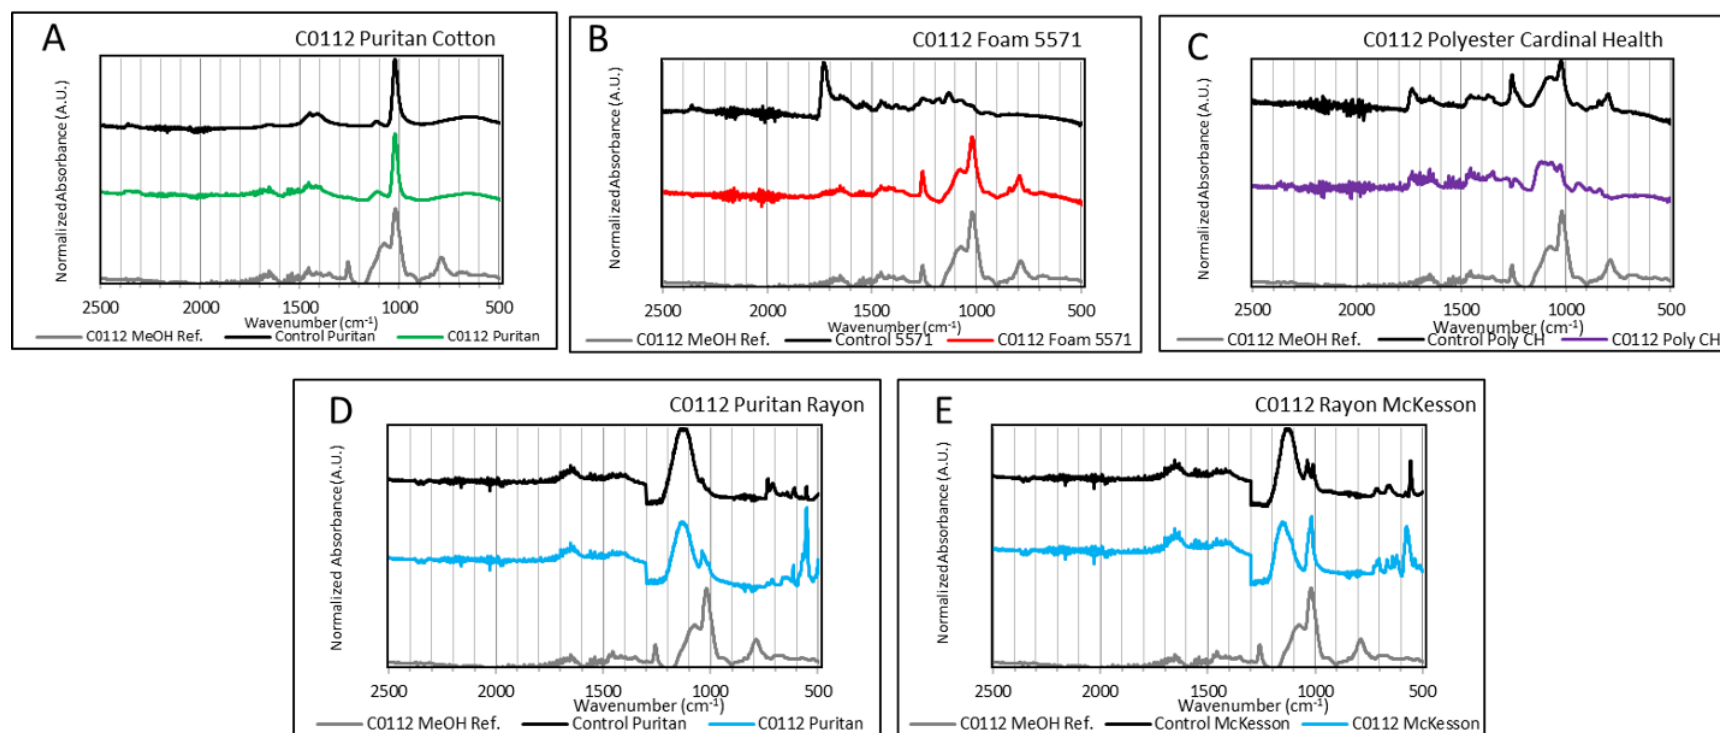 A
C0112 Puritan Cotton
Normalized Absorbance (A.U.)
2500 2000 1500 1000 500
Wavenumber (cm-1)
C0112 MeOH Ref. Control Puritan C0112 Puritan
B
C0112 Foam 5571
Normalized Absorbance (A.U.)
2500 2000 1500 1000 500
Wavenumber (cm-1)
C0112 MeOH Ref. Control 5571 C0112 Foam 5571
C
C0112 Polyester Cardinal Health
Normalized Absorbance (A.U.)
2500 2000 1500 1000 500
Wavenumber (cm-1)
C0112 MeOH Ref. Control Poly CH C0112 Poly CH
D
C0112 Puritan Rayon
Normalized Absorbance (A.U.)
2500 2000 1500 1000 500
Wavenumber (cm-1)
C0112 MeOH Ref. Control Puritan C0112 Puritan
E
C0112 Rayon McKesson
Normalized Absorbance (A.U.)
2500 2000 1500 1000 500
Wavenumber (cm-1)
C0112 MeOH Ref. Control McKesson C0112 McKesson